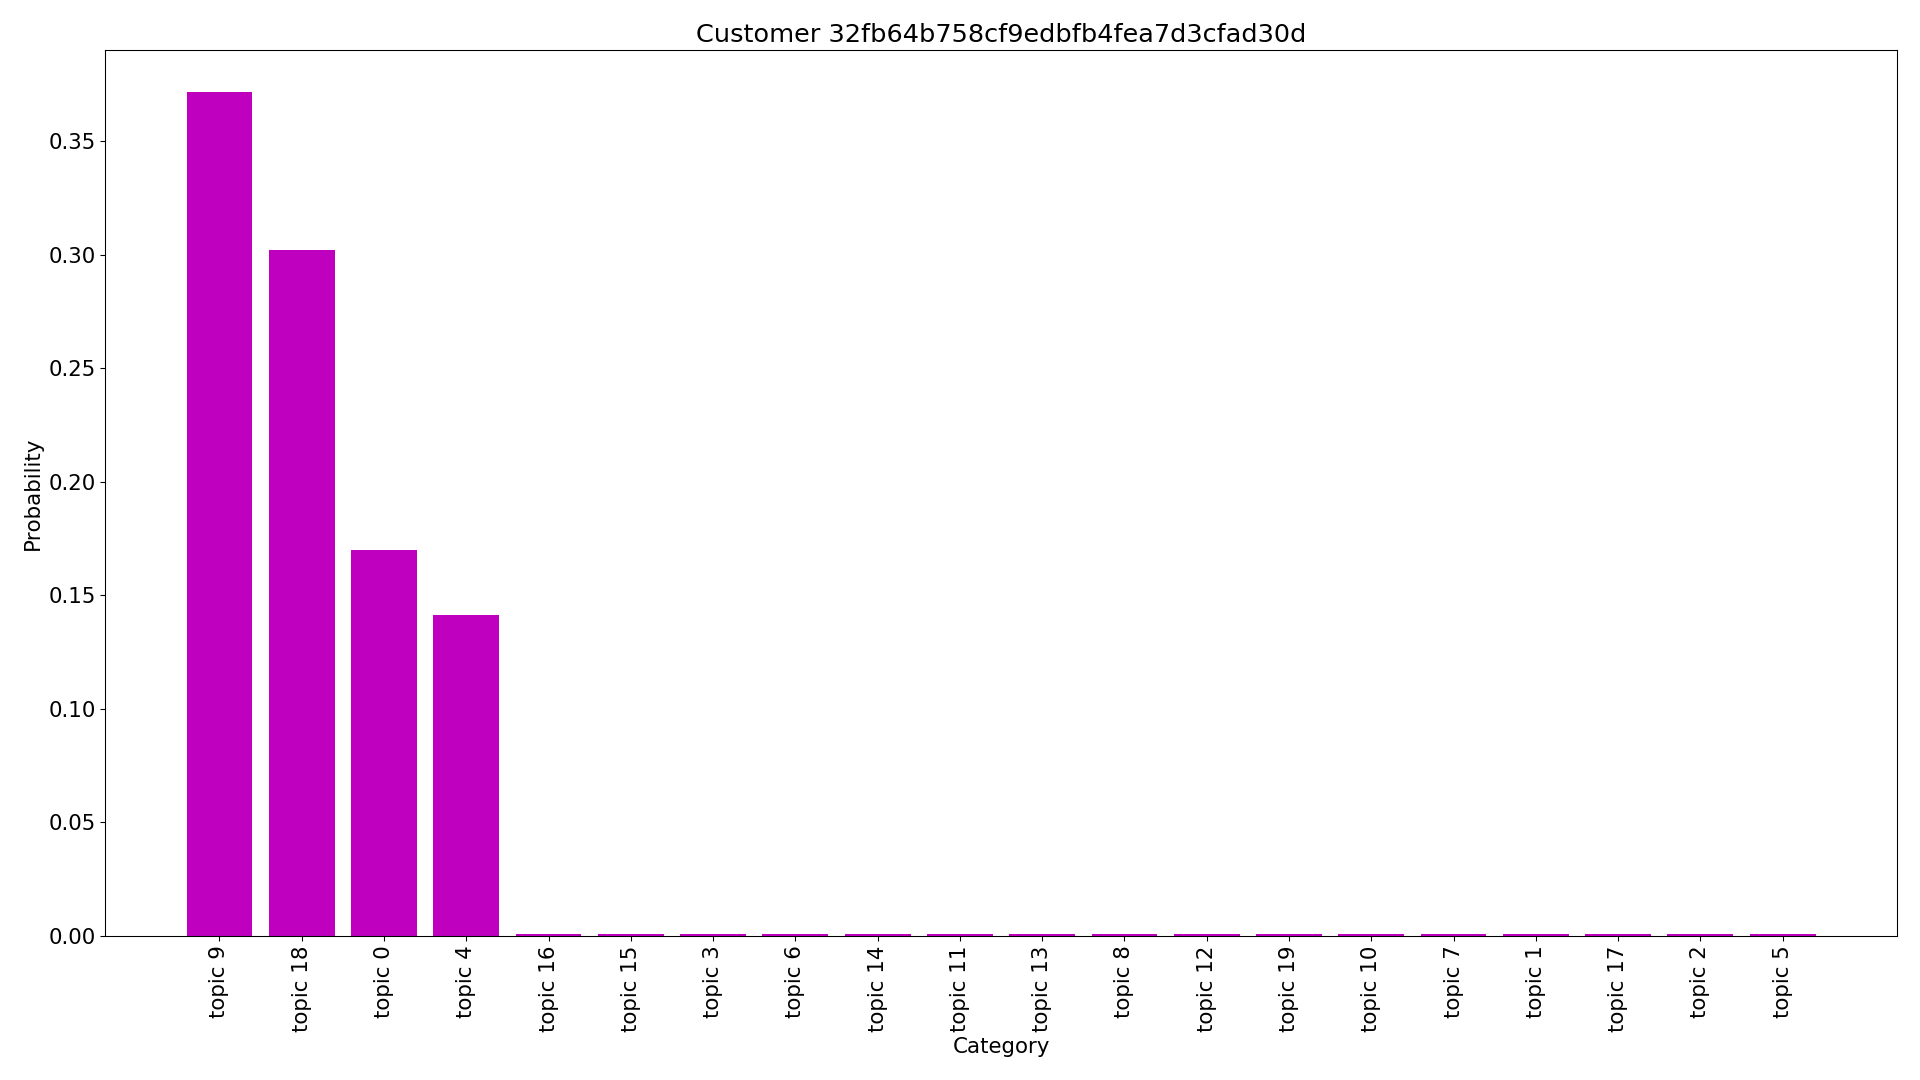 Customer 32fb64b758cf9edbfb4fea7d3cfad30d
Probability
0.35
0.30
0.25
0.20
0.15
0.10
0.05
0.00
topic 9
topic 18
topic 0
topic 4
topic 16
topic 15
topic 3
topic 6
topic 14
topic 11
topic 13
topic 8
topic 12
topic 19
topic 10
topic 7
topic 1
topic 17
topic 2
topic 5
Category